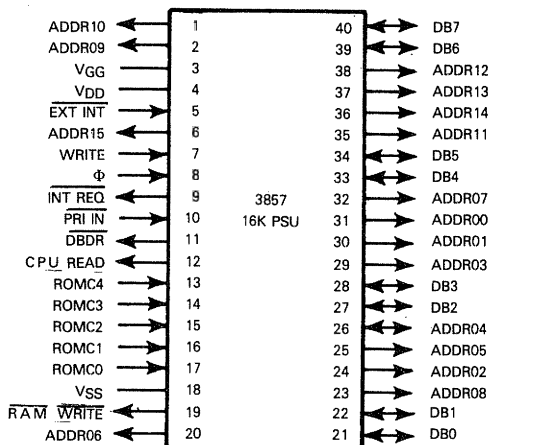 ADDR10 1 40 DB7
ADDR09 2 39 DB6
VGG 3 38 ADDR12
VDD 4 37 ADDR13
EXT INT 5 36 ADDR14
ADDR15 6 35 ADDR11
WRITE 7 34 DB5
Φ 8 33 DB4
INT REQ 9 3857 32 ADDR07
PRI IN 10 16K PSU 31 ADDR00
DBDR 11 30 ADDR01
CPU READ 12 29 ADDR03
ROMC4 13 28 DB3
ROMC3 14 27 DB2
ROMC2 15 26 ADDR04
ROMC1 16 25 ADDR05
ROMC0 17 24 ADDR02
VSS 18 23 ADDR08
RAM WRITE 19 22 DB1
ADDR06 20 21 DB0